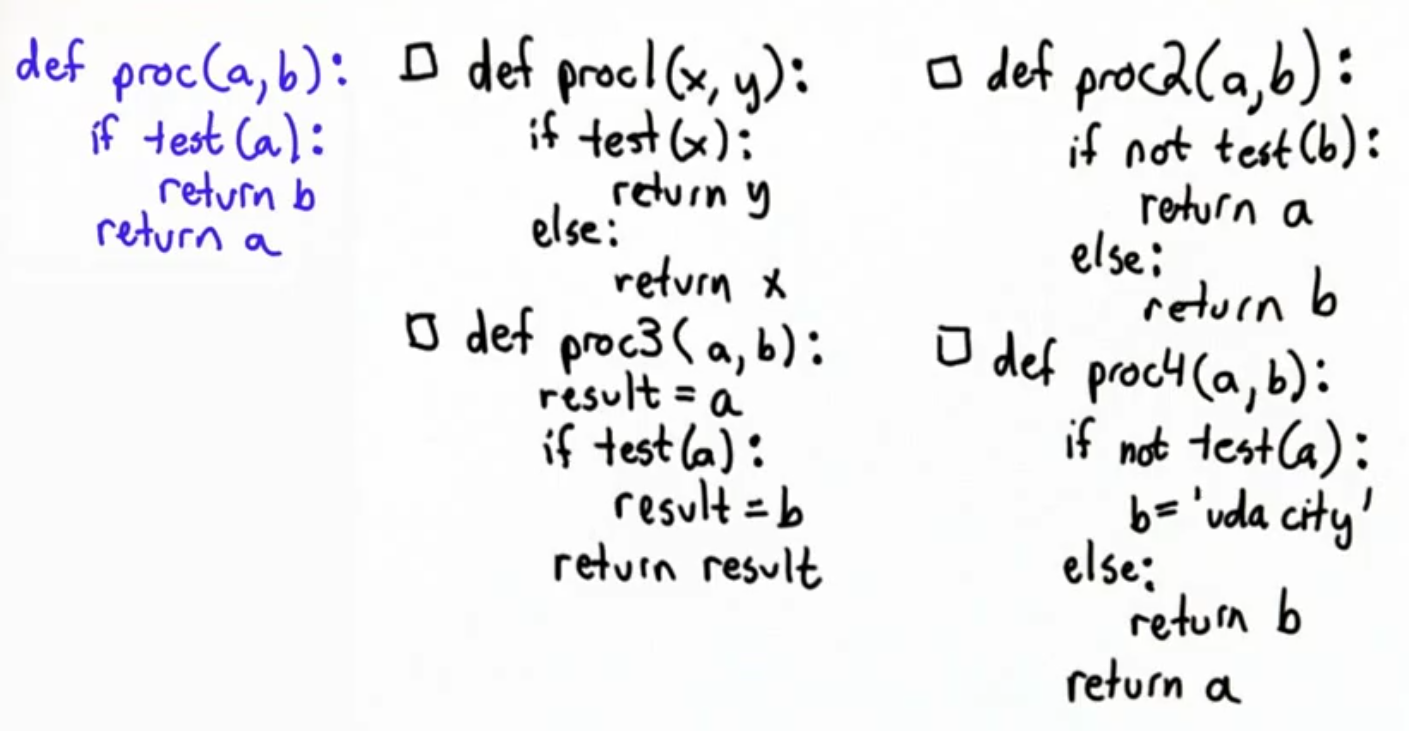 def proc(a,b):
if test(a):
return b
return a
def proc1(x, y):
if test(x):
return y
else:
return x
def proc2(a,b):
if not test(b):
return a
else:
return b
def proc3(a,b):
result = a
if test(a):
result = b
return result
def proc4(a,b):
if not test(a):
b= 'udacity'
else:
return b
return a